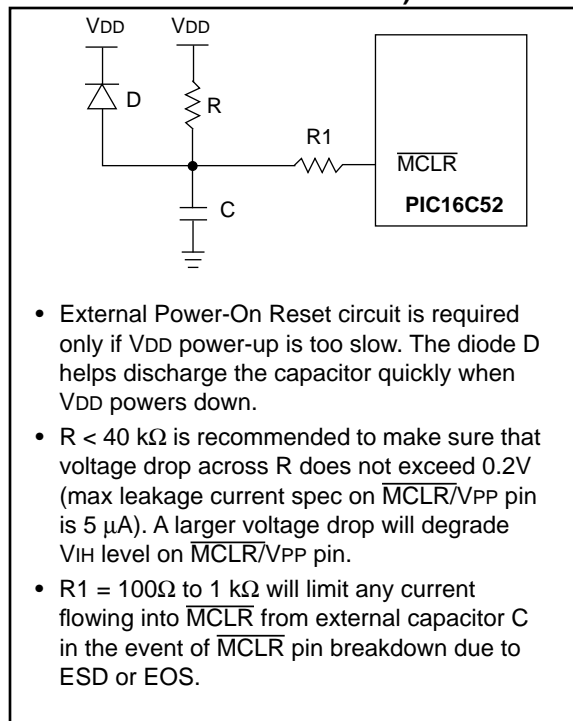 VDD VDD
D
R
R1
MCLR
PIC16C52
C
• External Power-On Reset circuit is required
only if VDD power-up is too slow. The diode D
helps discharge the capacitor quickly when
VDD powers down.
• R < 40 kΩ is recommended to make sure that
voltage drop across R does not exceed 0.2V
(max leakage current spec on MCLR/VPP pin
is 5 μA). A larger voltage drop will degrade
VIH level on MCLR/VPP pin.
• R1 = 100Ω to 1 kΩ will limit any current
flowing into MCLR from external capacitor C
in the event of MCLR pin breakdown due to
ESD or EOS.